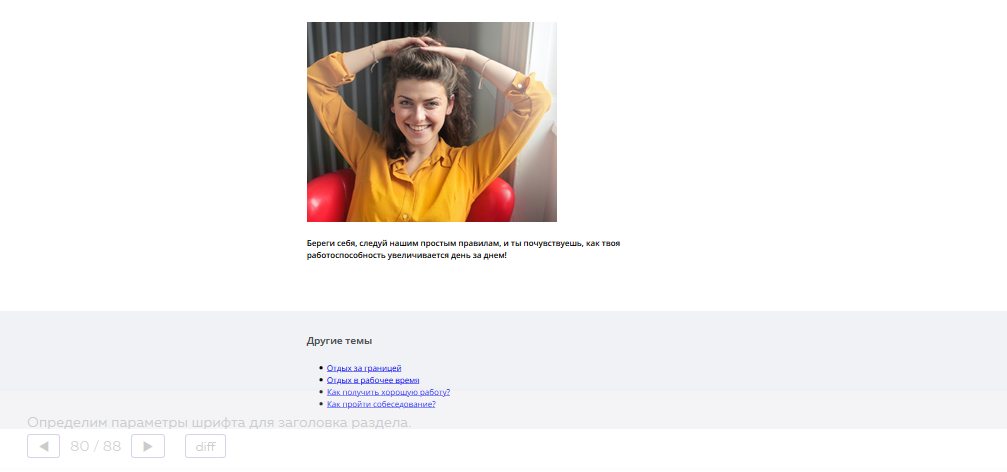 Береги себя, следуй нашим простым правилам, и ты почувствуешь, как твоя
работоспособность увеличивается день за днем!
Другие темы
Отдых за границей
Отдых в рабочее время
Как получить хорошую работу?
Как пройти собеседование?
Определим параметры шрифта для заголовка раздела.
80 / 88 diff